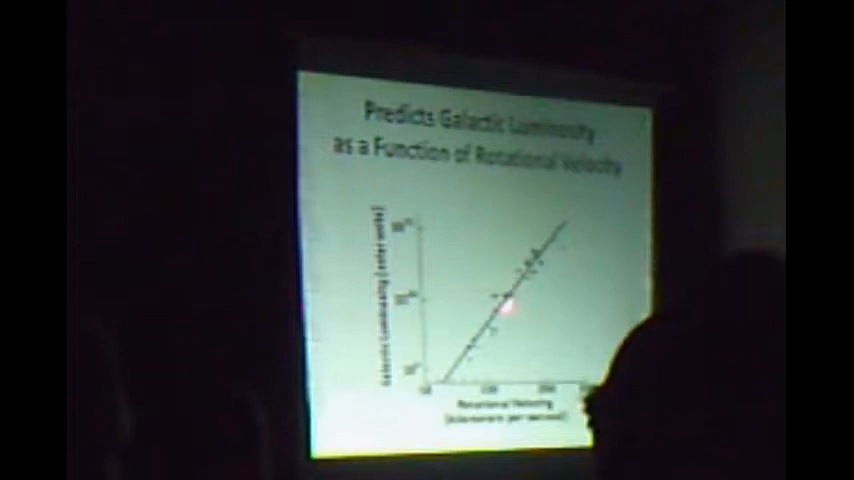 Predicts Galactic Luminosity
as a Function of Rotational Velocity
Galactic Luminosity (solar units)
Rotational Velocity
(kilometers per second)